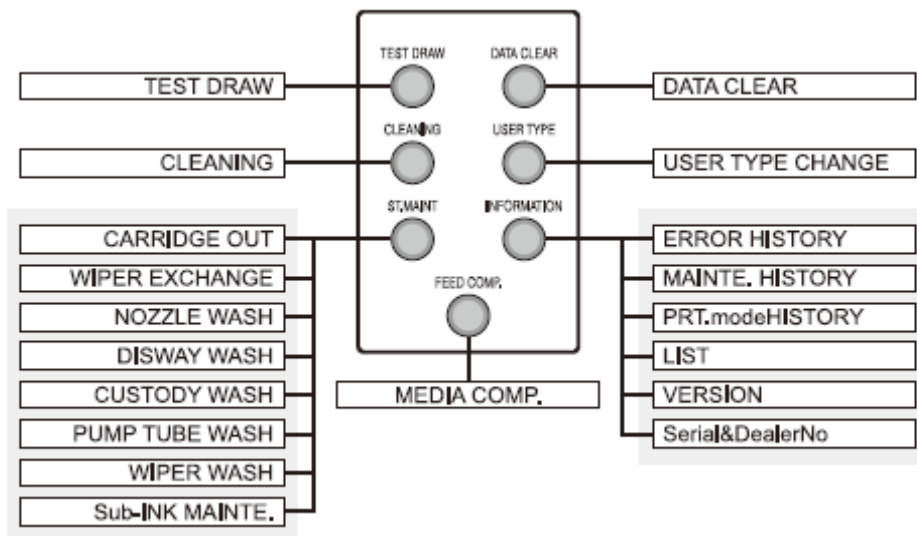 TEST DRAW
DATA CLEAR
TEST DRAW
DATA CLEAR
CLEANING
USER TYPE
CLEANING
USER TYPE CHANGE
ST.MAINT
INFORMATION
CARRIDGE OUT
ERROR HISTORY
WIPER EXCHANGE
MAINTE. HISTORY
FEED COMP.
NOZZLE WASH
PRT.modeHISTORY
DISWAY WASH
LIST
CUSTODY WASH
MEDIA COMP.
VERSION
PUMP TUBE WASH
Serial&DealerNo
WIPER WASH
Sub-INK MAINTE.